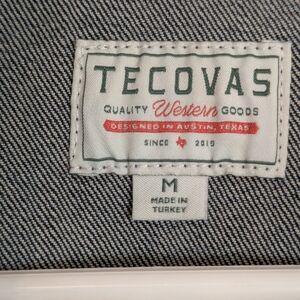 TECOVAS
QUALITY Western GOODS
DESIGNED IN AUSTIN, TEXAS
SINCE 2015
M
MADE IN
TURKEY